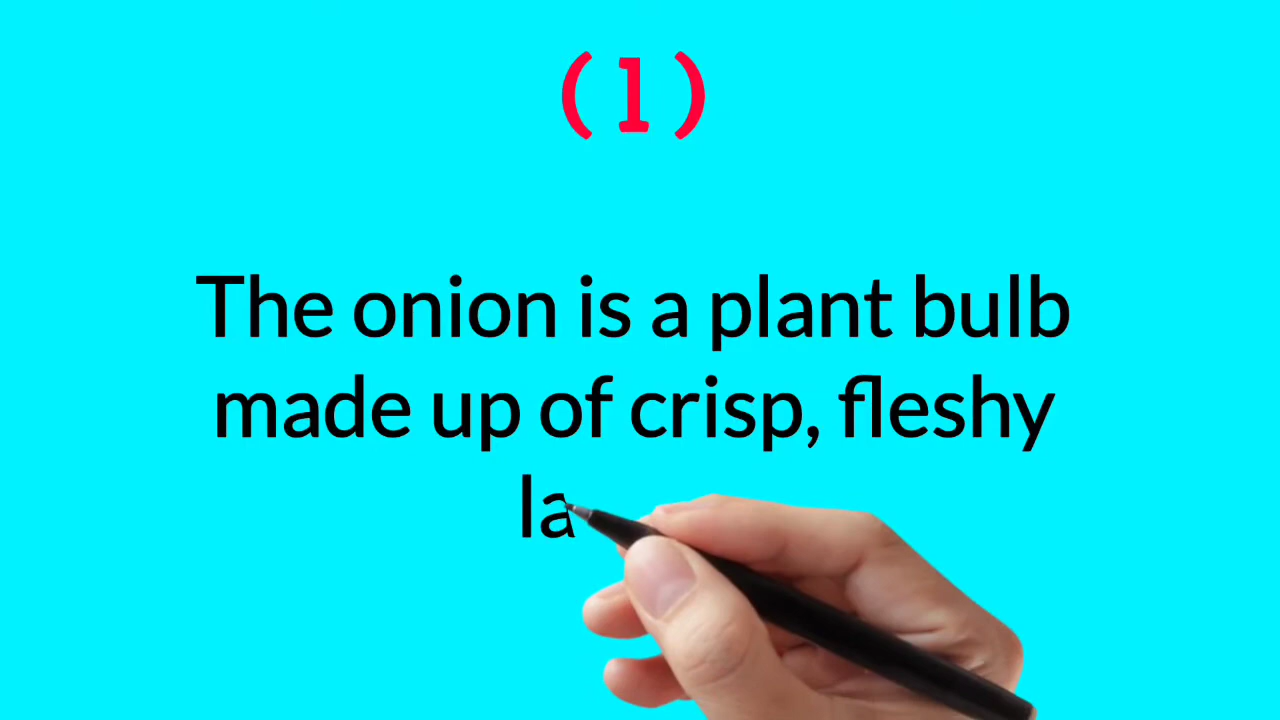 (1)
The onion is a plant bulb
made up of crisp, fleshy
la